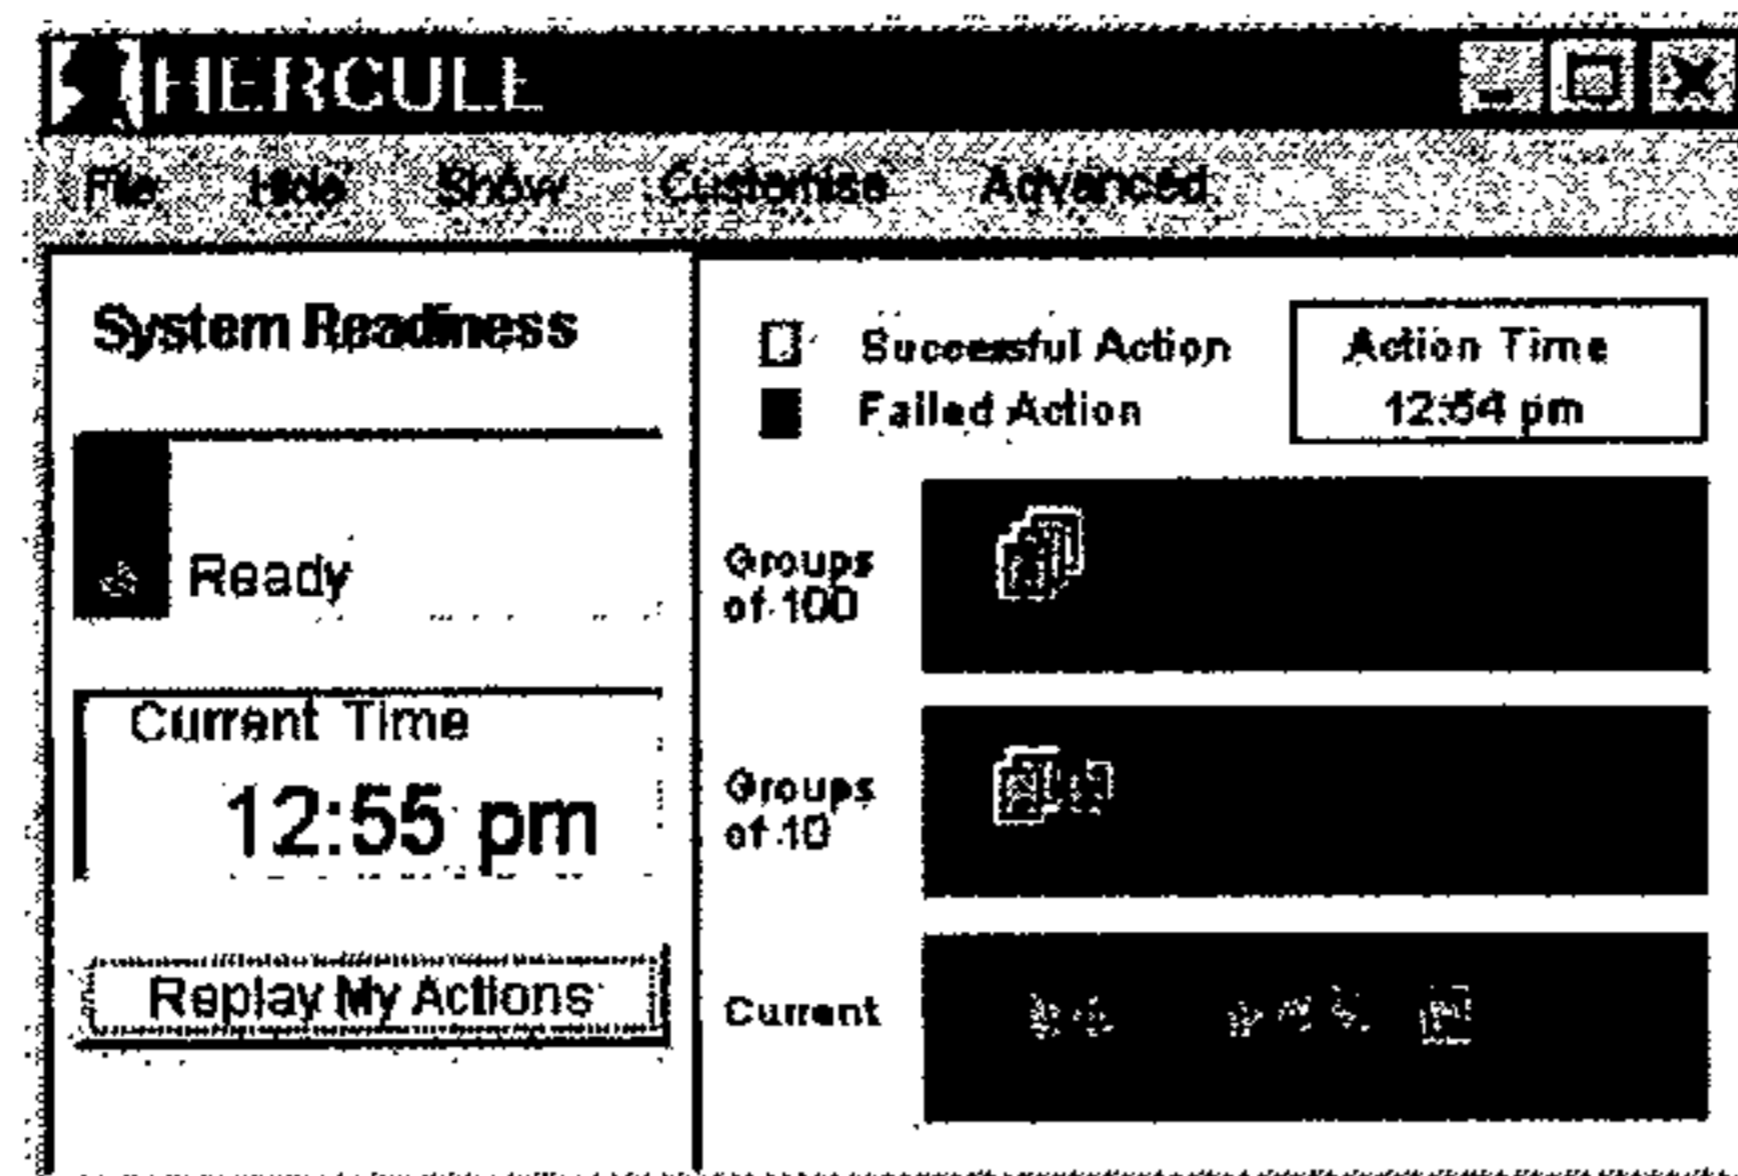 HERCULE
File Hide Show Customise Advanced
System Readiness
Ready
Current Time
12:55 pm
Replay My Actions
Successful Action
Failed Action
Action Time
12:54 pm
Groups
of 100
Groups
of 10
Current